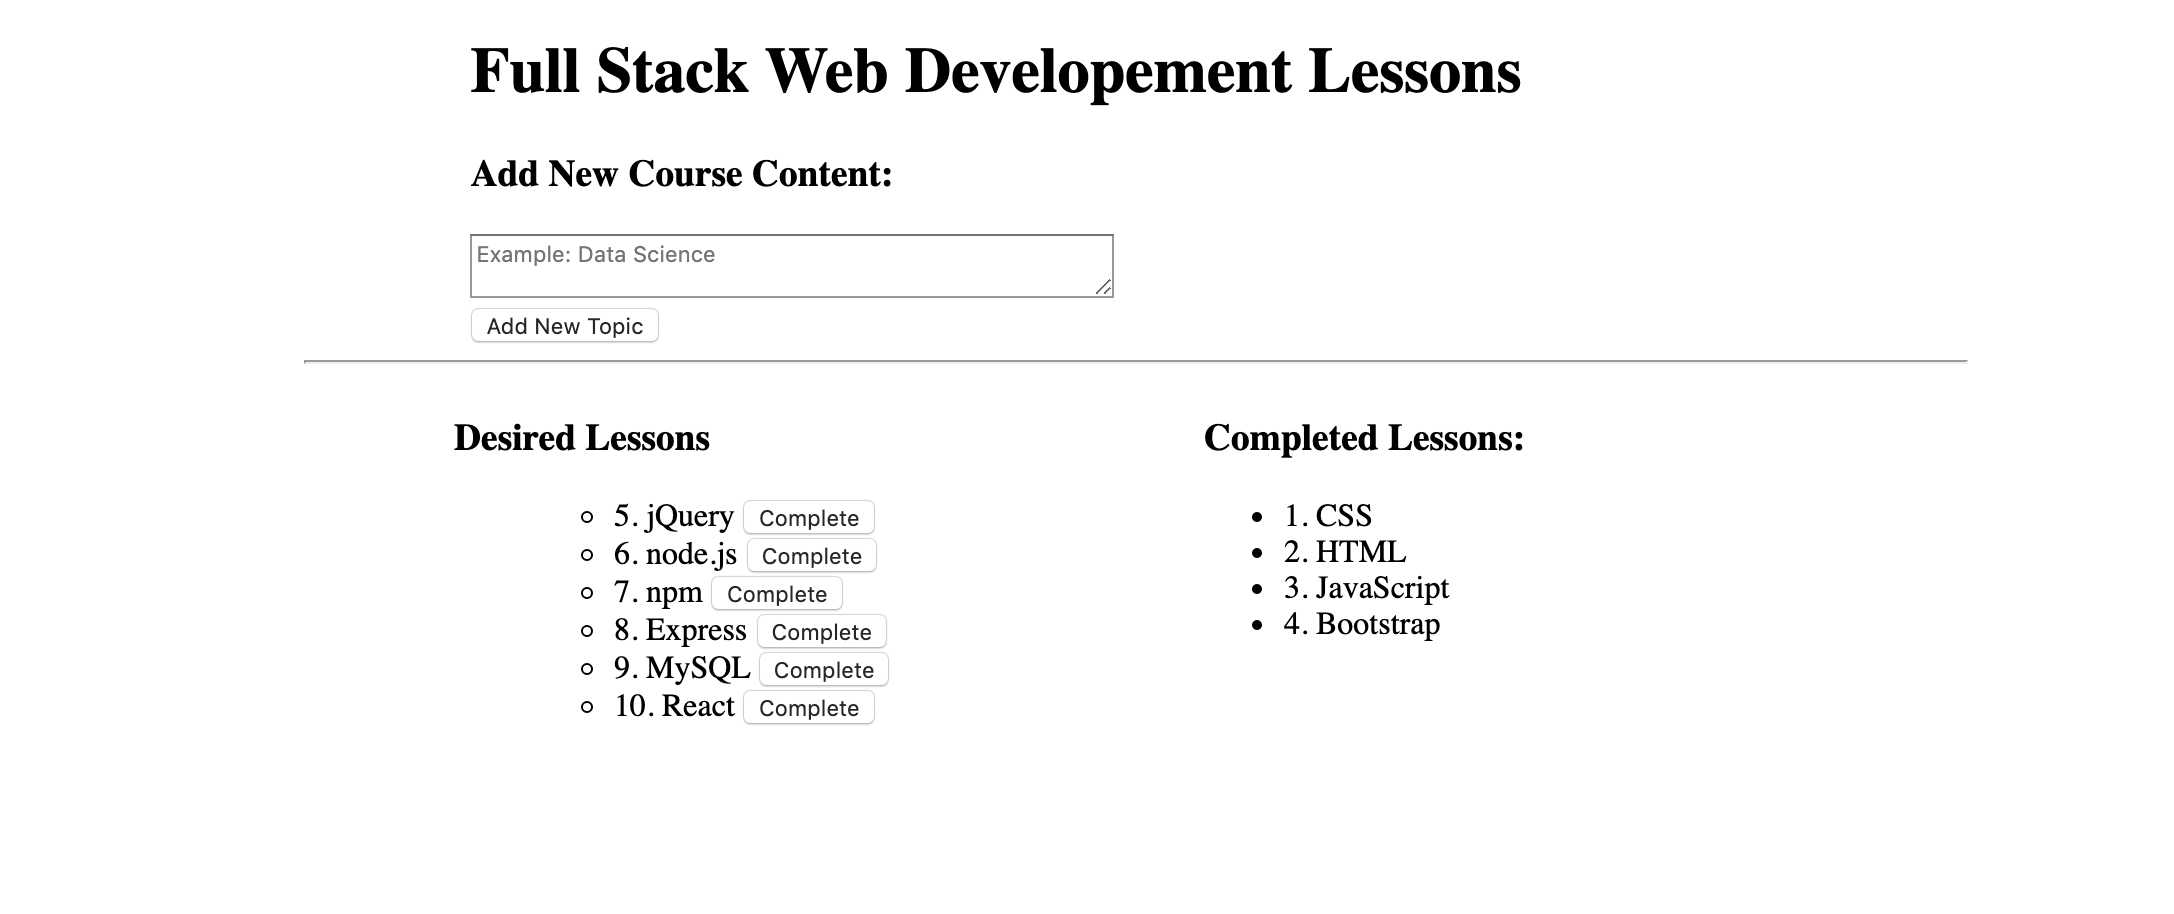 Full Stack Web Developement Lessons
Add New Course Content:
Example: Data Science
Add New Topic
Desired Lessons
5. jQuery Complete
6. node.js Complete
7. npm Complete
8. Express Complete
9. MySQL Complete
10. React Complete
Completed Lessons:
1. CSS
2. HTML
3. JavaScript
4. Bootstrap